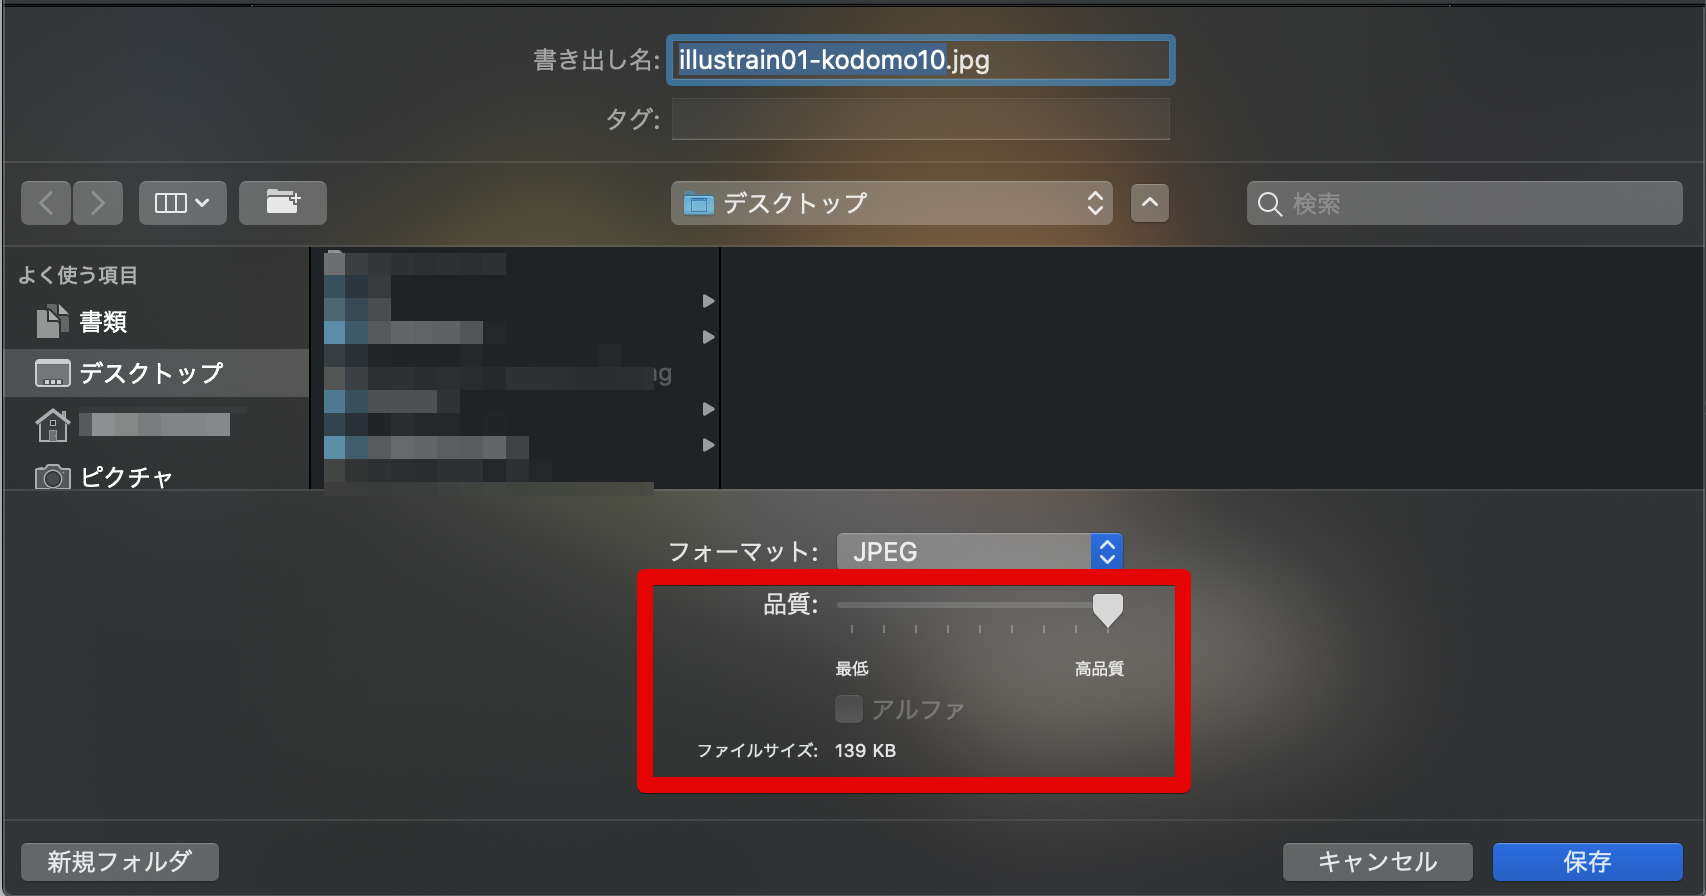 書き出し名: illustrain01-kodomo10.jpg
タグ:
デスクトップ
検索
よく使う項目
書類
デスクトップ
ピクチャ
フォーマット: JPEG
品質:
最低 高品質
アルファ
ファイルサイズ: 139 KB
新規フォルダ キャンセル 保存